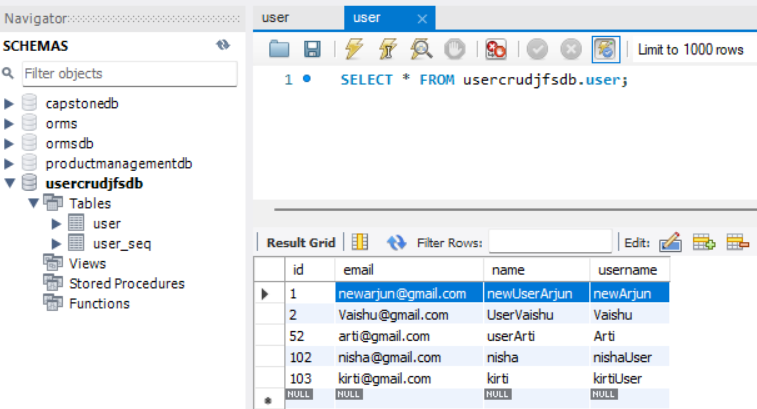 Navigator
SCHEMAS
Filter objects
capstonedb
orms
ormsdb
productmanagementdb
usercrudjfsdb
Tables
user
user_seq
Views
Stored Procedures
Functions
user user
Limit to 1000 rows
1 SELECT * FROM usercrudjfsdb.user;
Result Grid Filter Rows: Edit:
id email name username
1 newarjun@gmail.com newUserArjun newArjun
2 Vaishu@gmail.com UserVaishu Vaishu
52 arti@gmail.com userArti Arti
102 nisha@gmail.com nisha nishaUser
103 kirti@gmail.com kirti kirtiUser
NULL NULL NULL NULL